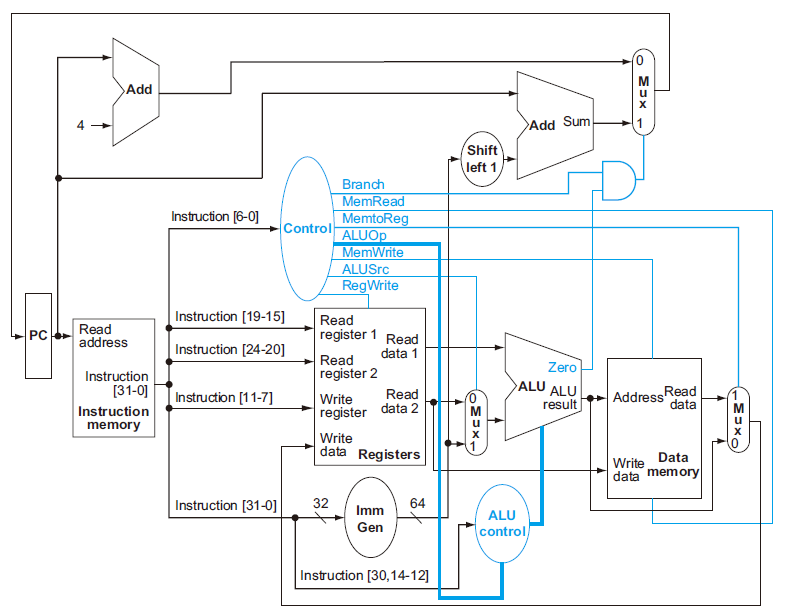 Add
4
Add Sum
0
M
u
x
1
Shift
left 1
Branch
MemRead
MemtoReg
ALUOp
MemWrite
ALUSrc
RegWrite
Control
Instruction [6-0]
PC
Read
address
Instruction
[31-0]
Instruction
memory
Instruction [19-15]
Instruction [24-20]
Instruction [11-7]
Instruction [31-0]
Read
register 1
Read
data 1
Read
register 2
Write
register
Read
data 2
Write
data
Registers
0
M
u
x
1
Zero
ALU
ALU
result
Address
Read
data
Write
data
Data
memory
1
M
u
x
0
32
Imm
Gen
64
ALU
control
Instruction [30,14-12]